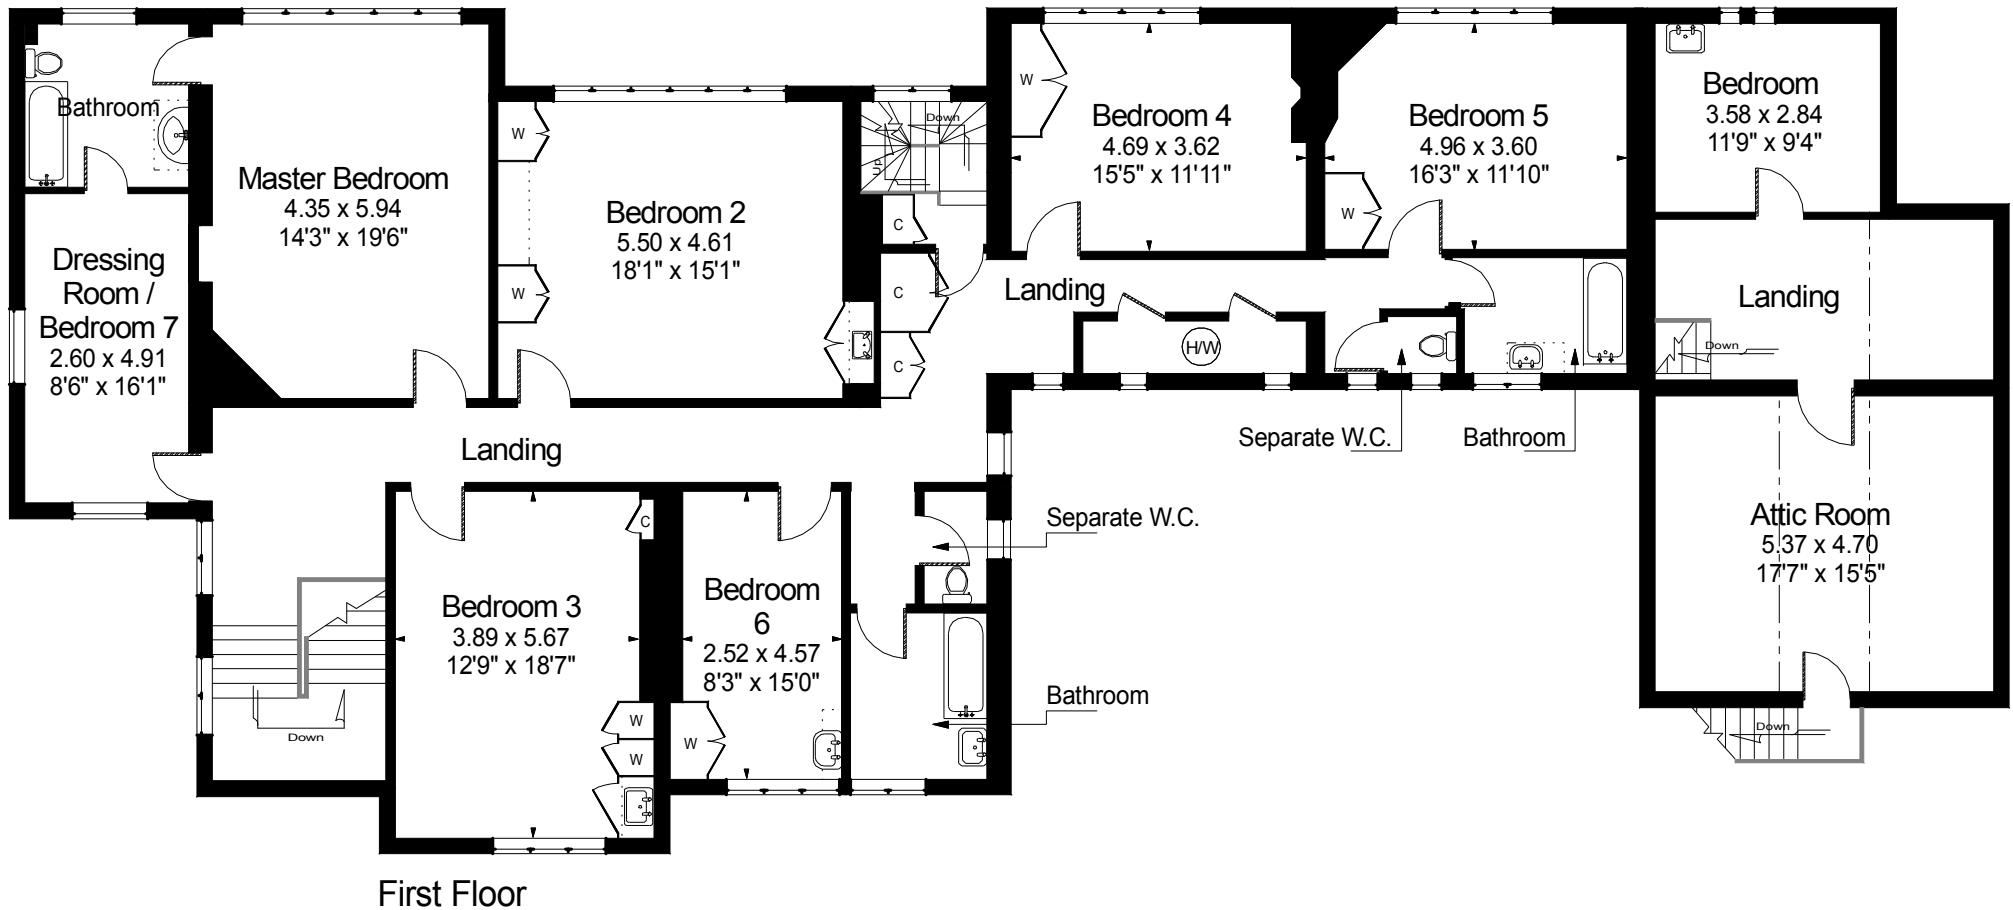 Bathroom
Master Bedroom
4.35 x 5.94
14'3" x 19'6"
Dressing
Room /
Bedroom 7
2.60 x 4.91
8'6" x 16'1"
W
W
Bedroom 2
5.50 x 4.61
18'1" x 15'1"
Down
Up
C
C
C
W
Bedroom 4
4.69 x 3.62
15'5" x 11'11"
Bedroom 5
4.96 x 3.60
16'3" x 11'10"
W
Bedroom
3.58 x 2.84
11'9" x 9'4"
Landing
H/W
Landing
Down
Landing
Separate W.C.
Bathroom
Separate W.C.
Bathroom
C
Bedroom 3
3.89 x 5.67
12'9" x 18'7"
W
W
Bedroom
6
2.52 x 4.57
8'3" x 15'0"
W
Down
Attic Room
5.37 x 4.70
17'7" x 15'5"
Down
First Floor